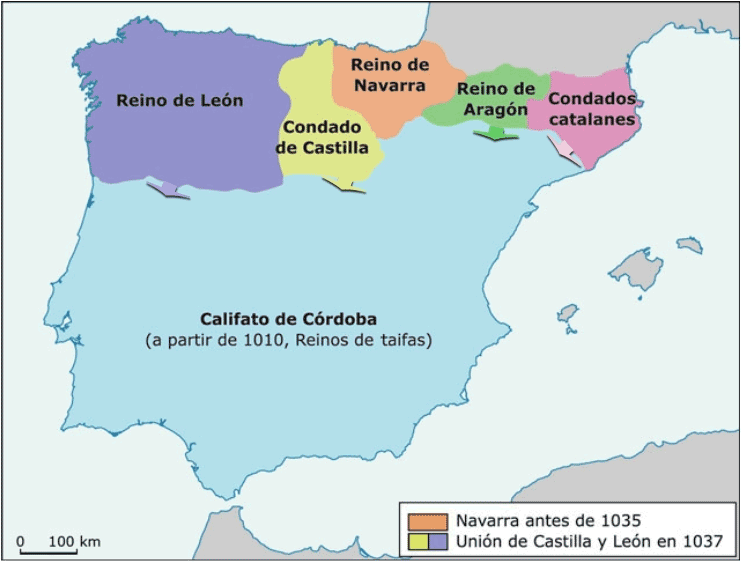 Reino de León
Reino de
Navarra
Reino de
Aragón
Condados
catalanes
Condado
de Castilla
Califato de Córdoba
(a partir de 1010, Reinos de taifas)
Navarra antes de 1035
Unión de Castilla y León en 1037
0 100 km